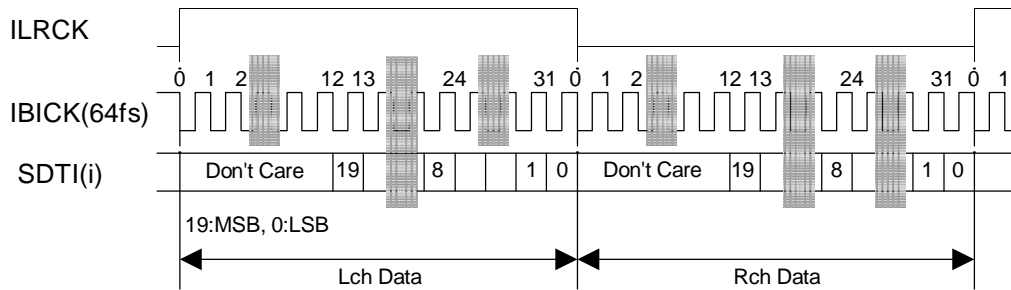 ILRCK
0 1 2 12 13 24 31 0 1 2 12 13 24 31 0 1
IBICK(64fs)
SDTI(i) Don't Care 19 8 1 0 Don't Care 19 8 1 0
19:MSB, 0:LSB
Lch Data Rch Data